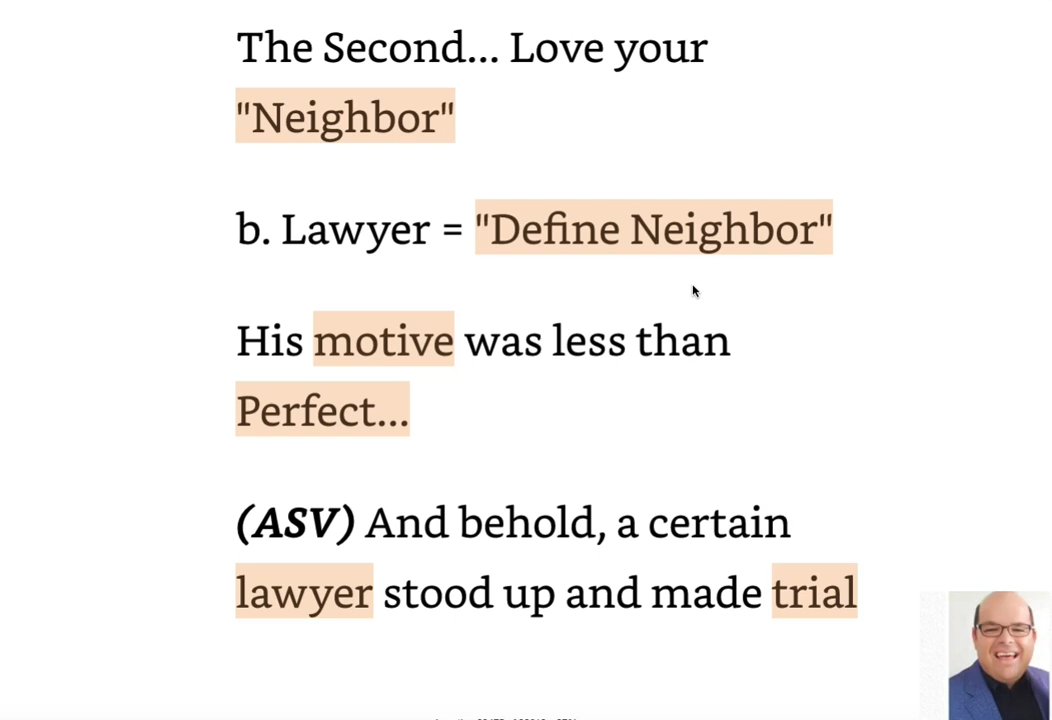 The Second... Love your
"Neighbor"
b. Lawyer = "Define Neighbor"
His motive was less than
Perfect...
(ASV) And behold, a certain
lawyer stood up and made trial